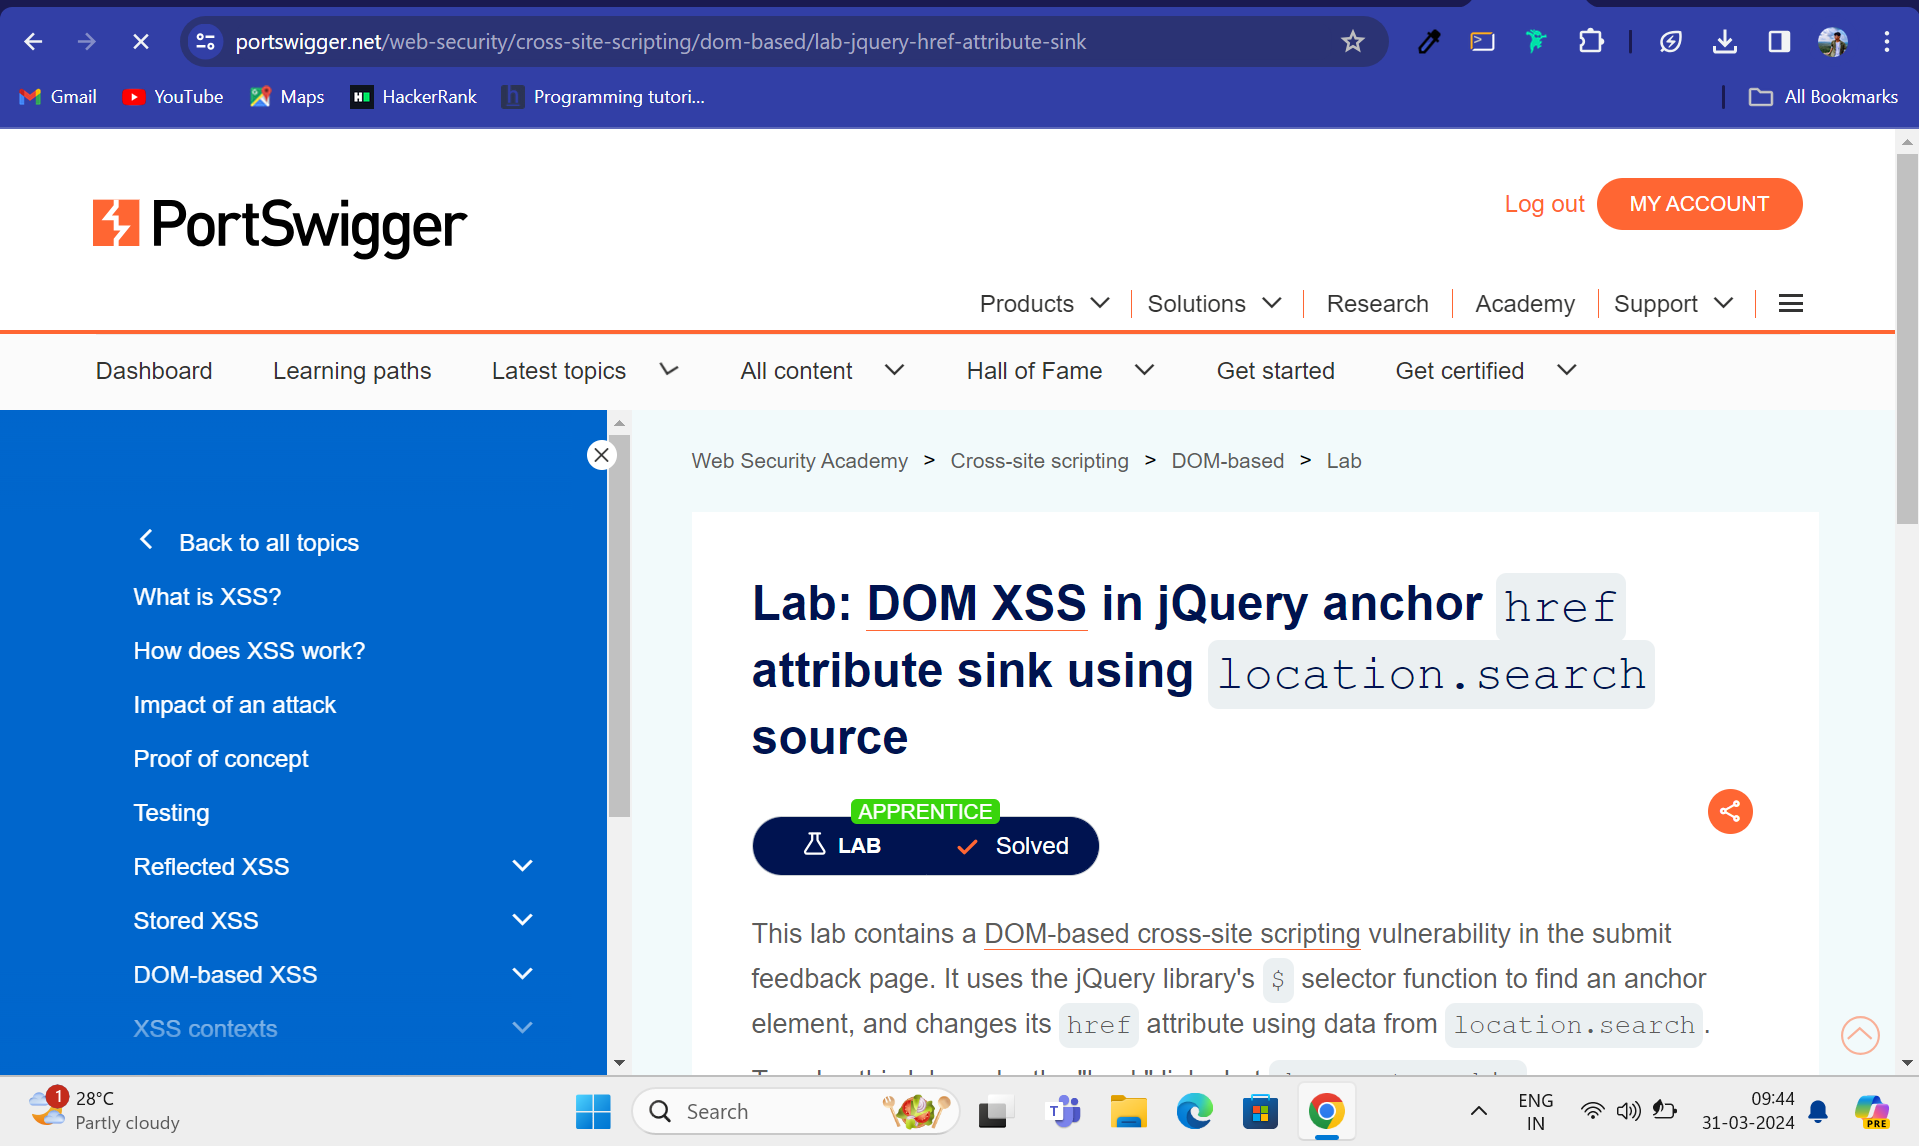 portswigger.net/web-security/cross-site-scripting/dom-based/lab-jquery-href-attribute-sink
Gmail YouTube Maps HackerRank Programming tutori... All Bookmarks
PortSwigger
Log out MY ACCOUNT
Products Solutions Research Academy Support
Dashboard Learning paths Latest topics All content Hall of Fame Get started Get certified
Back to all topics
What is XSS?
How does XSS work?
Impact of an attack
Proof of concept
Testing
Reflected XSS
Stored XSS
DOM-based XSS
XSS contexts
Web Security Academy > Cross-site scripting > DOM-based > Lab
Lab: DOM XSS in jQuery anchor href
attribute sink using location.search
source
APPRENTICE
LAB Solved
This lab contains a DOM-based cross-site scripting vulnerability in the submit
feedback page. It uses the jQuery library's $ selector function to find an anchor
element, and changes its href attribute using data from location.search.
1 28°C
Partly cloudy
Search
ENG
IN
09:44
31-03-2024
PRE